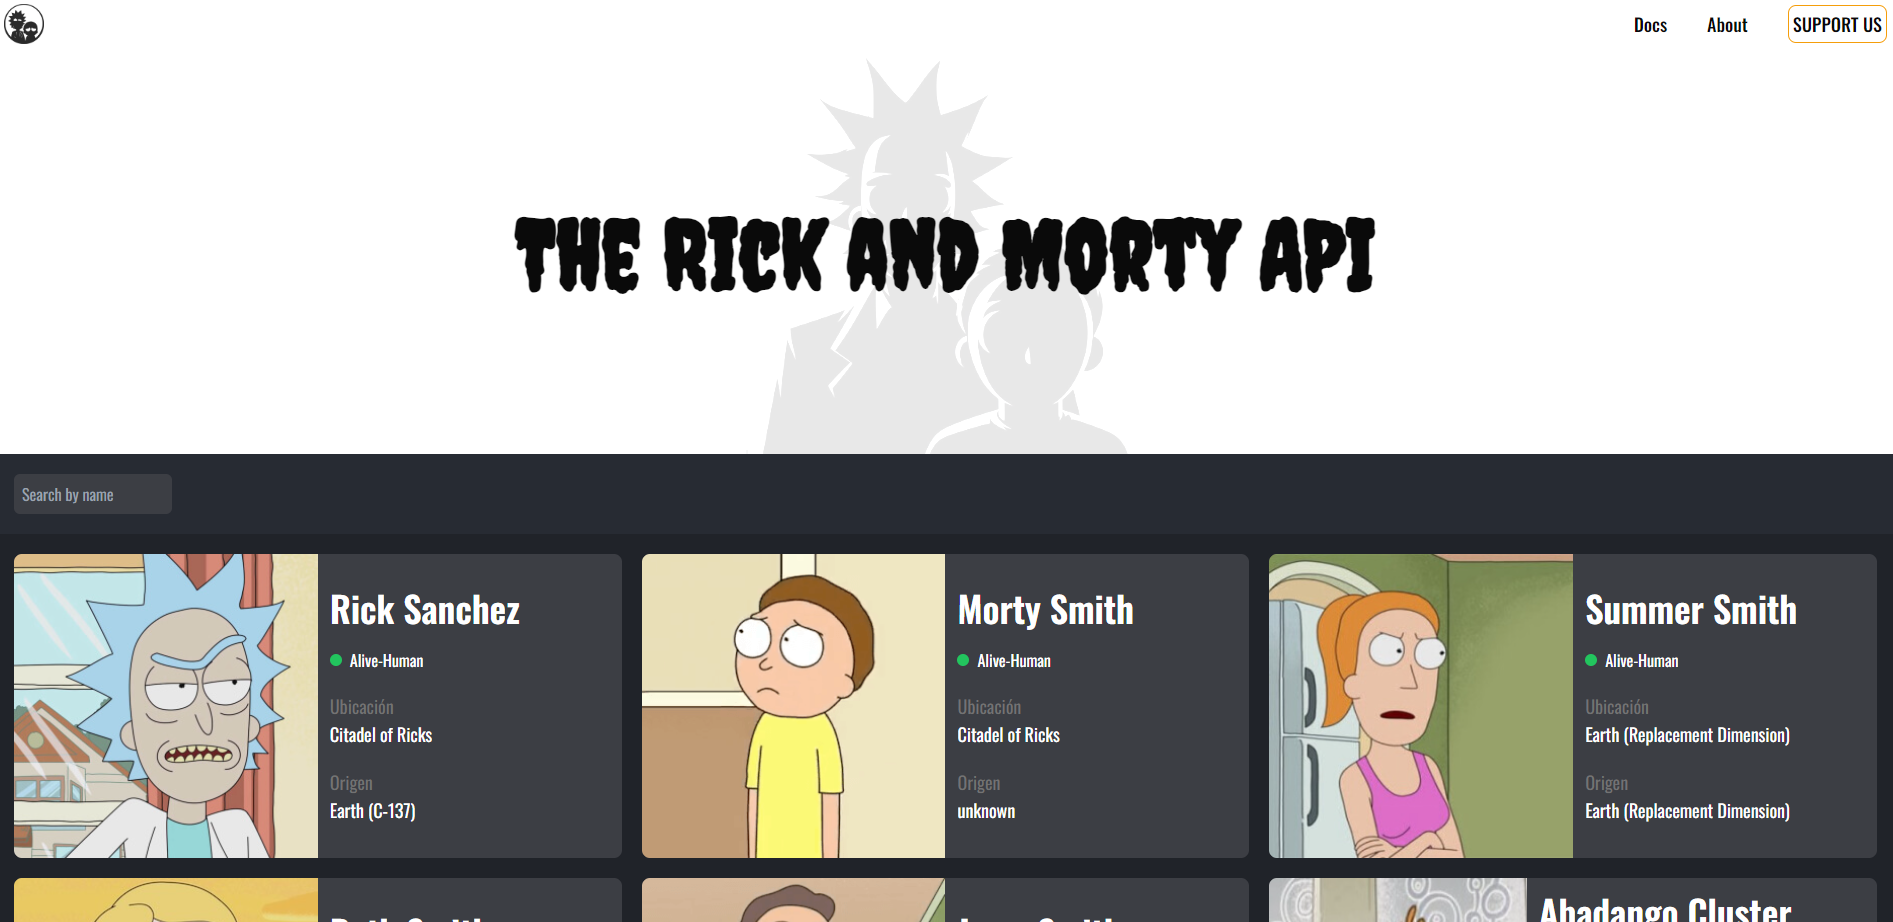 Docs
About
SUPPORT US
THE RICK AND MORTY API
Search by name
Rick Sanchez
Alive-Human
Ubicación
Citadel of Ricks
Origen
Earth (C-137)
Morty Smith
Alive-Human
Ubicación
Citadel of Ricks
Origen
unknown
Summer Smith
Alive-Human
Ubicación
Earth (Replacement Dimension)
Origen
Earth (Replacement Dimension)
Abadango Cluster